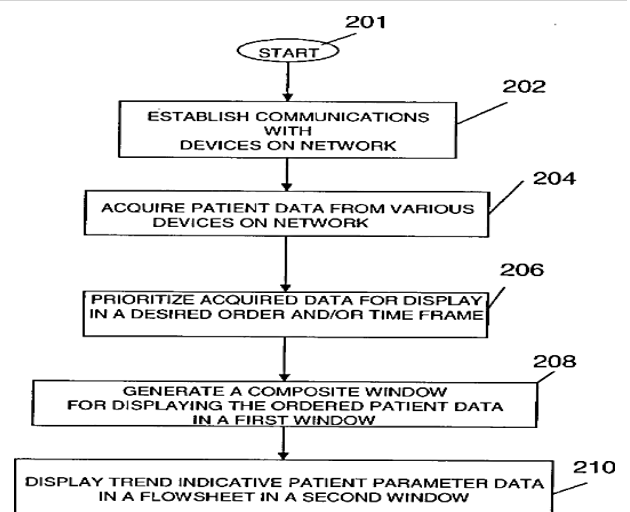 201
START
202
ESTABLISH COMMUNICATIONS
WITH
DEVICES ON NETWORK
204
ACQUIRE PATIENT DATA FROM VARIOUS
DEVICES ON NETWORK
206
PRIORITIZE ACQUIRED DATA FOR DISPLAY
IN A DESIRED ORDER AND/OR TIME FRAME
208
GENERATE A COMPOSITE WINDOW
FOR DISPLAYING THE ORDERED PATIENT DATA
IN A FIRST WINDOW
210
DISPLAY TREND INDICATIVE PATIENT PARAMETER DATA
IN A FLOWSHEET IN A SECOND WINDOW